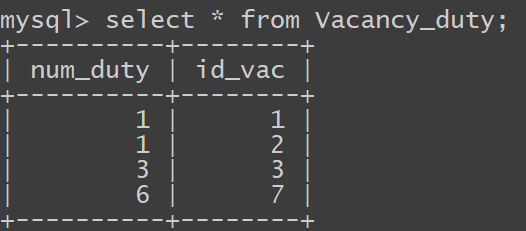 mysql> select * from Vacancy_duty;
+----------+--------+
| num_duty | id_vac |
+----------+--------+
|        1 |      1 |
|        1 |      2 |
|        3 |      3 |
|        6 |      7 |
+----------+--------+